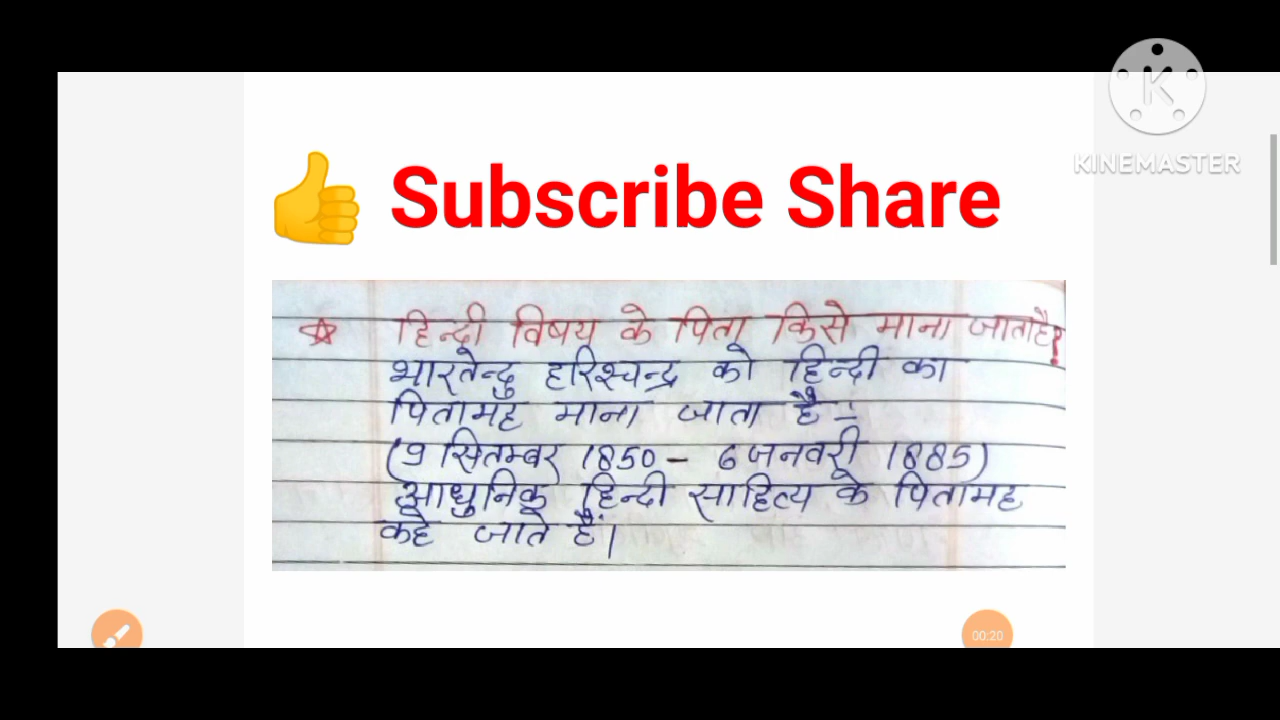 KINEMASTER
👍 Subscribe Share
☆ हिन्दी विषय के पिता किसे माना जाता है?
भारतेन्दु हरिश्चन्द्र को हिन्दी का
पितामह माना जाता है :-
(9 सितम्बर 1850 - 6 जनवरी 1885)
आधुनिक हिन्दी साहित्य के पितामह
कहे जाते हैं।
00:20